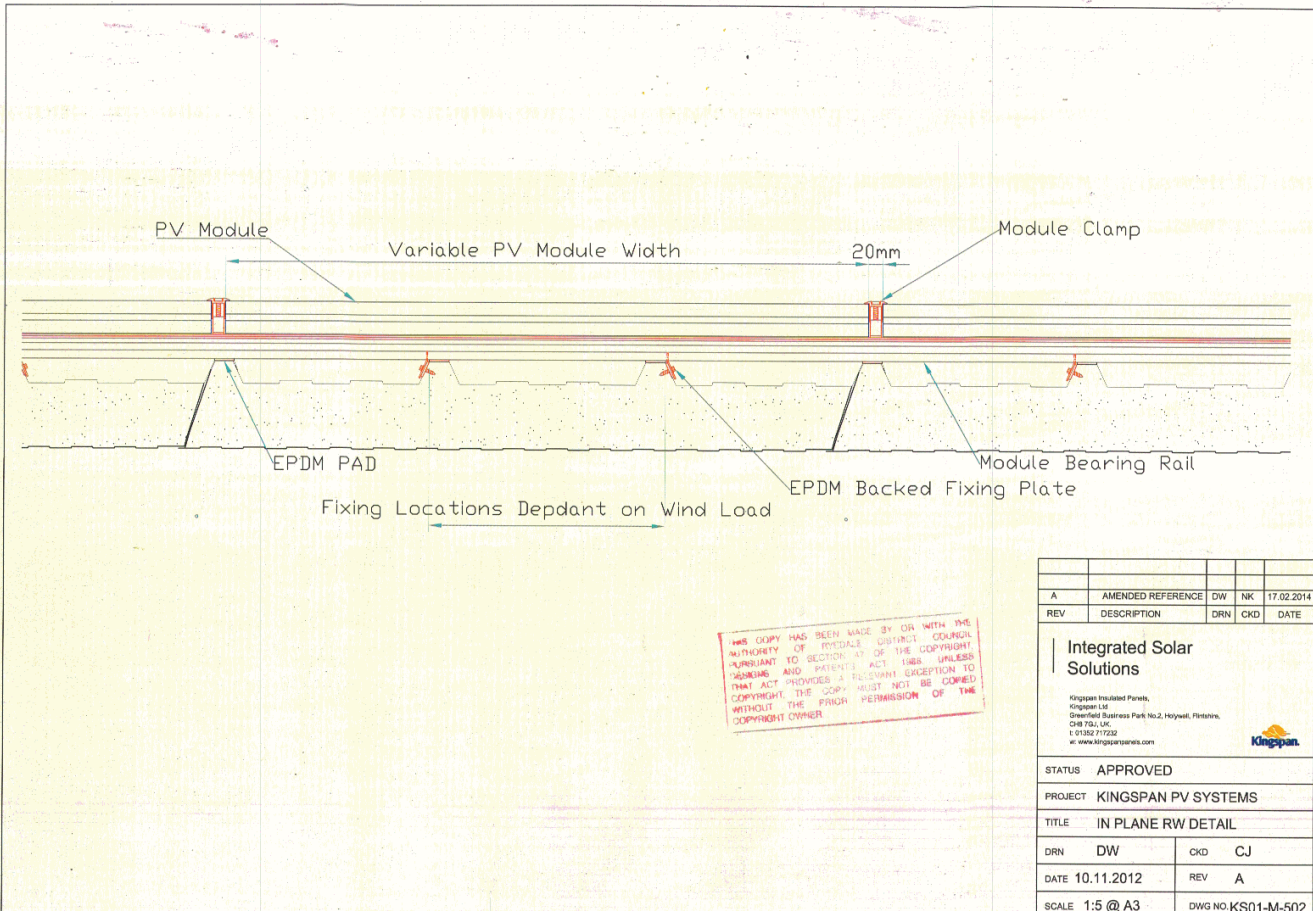 PV Module
Variable PV Module Width
20mm
Module Clamp
EPDM PAD
Module Bearing Rail
EPDM Backed Fixing Plate
Fixing Locations Depdant on Wind Load
THIS COPY HAS BEEN MADE BY OR WITH THE
AUTHORITY OF RYEDALE DISTRICT COUNCIL
PURSUANT TO SECTION 47 OF THE COPYRIGHT
DESIGNS AND PATENTS ACT 1988. UNLESS
THAT ACT PROVIDES A RELEVANT EXCEPTION TO
COPYRIGHT, THE COPY MUST NOT BE COPIED
WITHOUT THE PRIOR PERMISSION OF THE
COPYRIGHT OWNER.
A AMENDED REFERENCE DW NK 17.02.2014
REV DESCRIPTION DRN CKD DATE
Integrated Solar
Solutions
Kingspan Insulated Panels,
Kingspan Ltd
Greenfield Business Park No.2, Holywell, Flintshire,
CH8 7GJ, UK.
t: 01352 717232
w: www.kingspanpanels.com
Kingspan.
STATUS APPROVED
PROJECT KINGSPAN PV SYSTEMS
TITLE IN PLANE RW DETAIL
DRN DW CKD CJ
DATE 10.11.2012 REV A
SCALE 1:5 @ A3 DWG NO. KS01-M-502